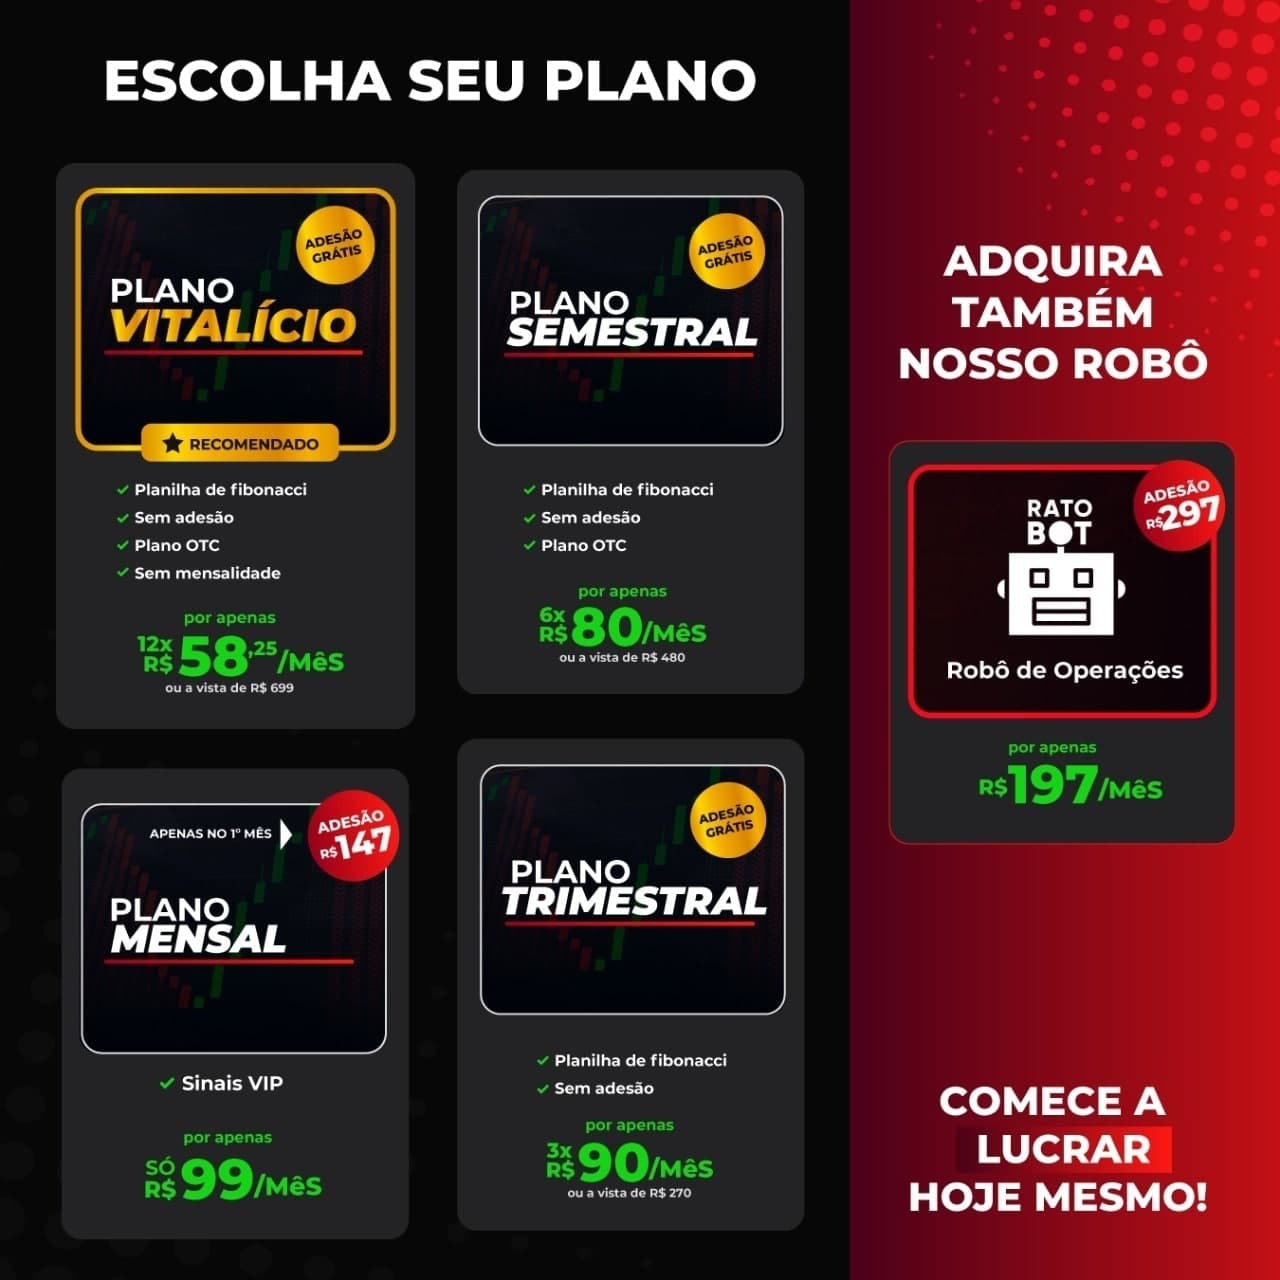 ESCOLHA SEU PLANO
ADESÃO
GRÁTIS
PLANO
VITALÍCIO
RECOMENDADO
Planilha de fibonacci
Sem adesão
Plano OTC
Sem mensalidade
por apenas
12x
R$ 58,25/MêS
ou a vista de R$ 699
ADESÃO
GRÁTIS
PLANO
SEMESTRAL
Planilha de fibonacci
Sem adesão
Plano OTC
por apenas
6x
R$ 80/MêS
ou a vista de R$ 480
APENAS NO 1º MÊS
ADESÃO
R$147
PLANO
MENSAL
Sinais VIP
por apenas
SÓ
R$ 99/MêS
ADESÃO
GRÁTIS
PLANO
TRIMESTRAL
Planilha de fibonacci
Sem adesão
por apenas
3x
R$ 90/MêS
ou a vista de R$ 270
ADQUIRA
TAMBÉM
NOSSO ROBÔ
ADESÃO
R$297
RATO
BOT
Robô de Operações
por apenas
R$197/MêS
COMECE A
LUCRAR
HOJE MESMO!